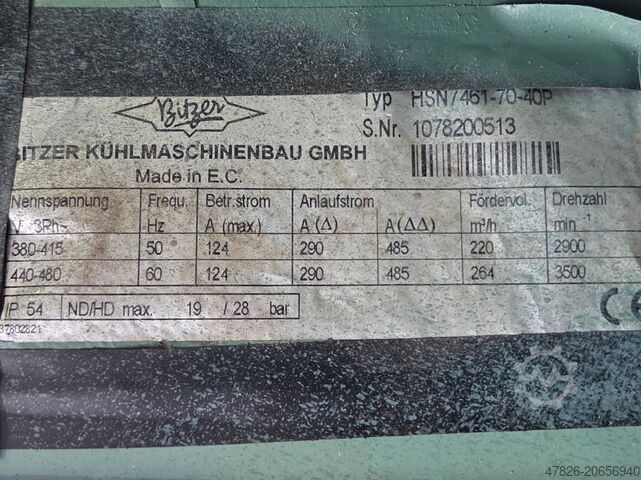 Bitzer
Typ HSN7461-70-40P
S.Nr. 1078200513
BITZER KÜHLMASCHINENBAU GMBH
Made in E.C.
Nennspannung Frequ. Betr.strom Anlaufstrom Fördervol. Drehzahl
V 3Ph~ Hz A (max.) A (Δ) A (ΔΔ) m³/h min⁻¹
380-415 50 124 290 485 220 2900
440-480 60 124 290 485 264 3500
IP 54 ND/HD max. 19 / 28 bar
CE
37802821
47826-20656940